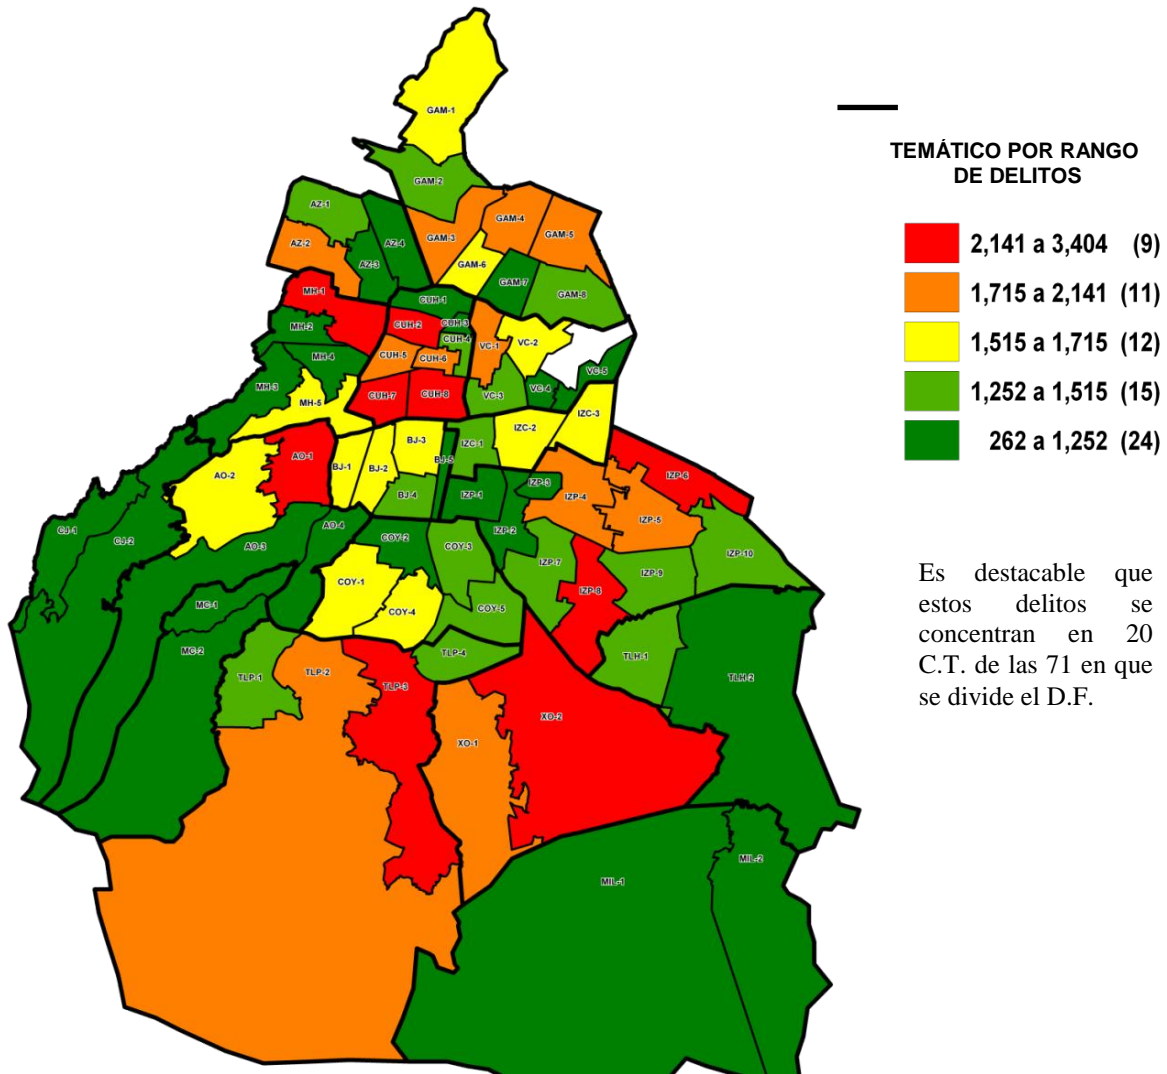 GAM-1
GAM-2
AZ-1
GAM-4
GAM-3
GAM-5
AZ-2
AZ-4
AZ-3
GAM-6
GAM-7
GAM-8
MH-1
CUH-1
CUH-2
CUH-3
MH-2
CUH-4
VC-1
VC-2
MH-4
CUH-5
CUH-6
VC-5
MH-3
VC-4
CUH-7
CUH-8
VC-3
MH-5
IZC-3
IZC-2
BJ-3
IZC-1
AO-1
BJ-5
BJ-1
BJ-2
AO-2
IZP-6
IZP-3
BJ-4
IZP-1
IZP-4
IZP-5
AO-4
CJ-1
CJ-2
COY-2
IZP-2
AO-3
COY-3
IZP-10
IZP-7
IZP-9
COY-1
IZP-8
MC-1
COY-4
COY-5
MC-2
TLP-4
TLH-1
TLP-1
TLP-2
TLH-2
TLP-3
XO-2
XO-1
MIL-2
MIL-1
TEMÁTICO POR RANGO
DE DELITOS
2,141 a 3,404 (9)
1,715 a 2,141 (11)
1,515 a 1,715 (12)
1,252 a 1,515 (15)
262 a 1,252 (24)
Es destacable que
estos delitos se
concentran en 20
C.T. de las 71 en que
se divide el D.F.